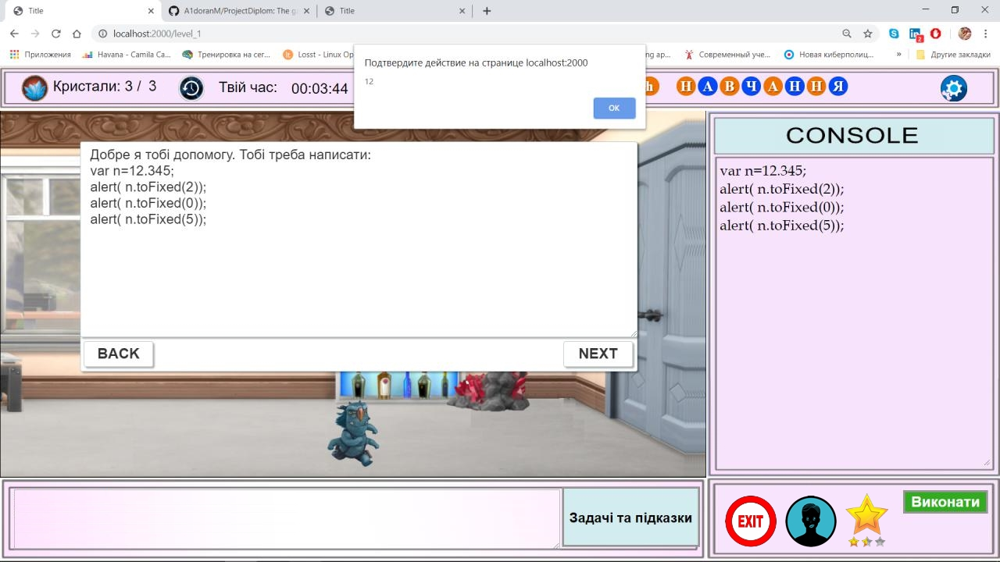 Title
A1doranM/ProjectDiplom: The g
Title
localhost:2000/level_1
2
Приложения
Havana - Camila Ca...
Тренировка на сег...
Losst - Linux Op
ng ap...
Современный уче...
Новая киберполиц...
»
Другие закладки
Подтвердите действие на странице localhost:2000
12
ОК
Кристали: 3 / 3
Твій час: 00:03:44
h НАВЧАННЯ
CONSOLE
Добре я тобі допомогу. Тобі треба написати:
var n=12.345;
alert( n.toFixed(2));
alert( n.toFixed(0));
alert( n.toFixed(5));
BACK
NEXT
var n=12.345;
alert( n.toFixed(2));
alert( n.toFixed(0));
alert( n.toFixed(5));
Задачі та підказки
EXIT
Виконати